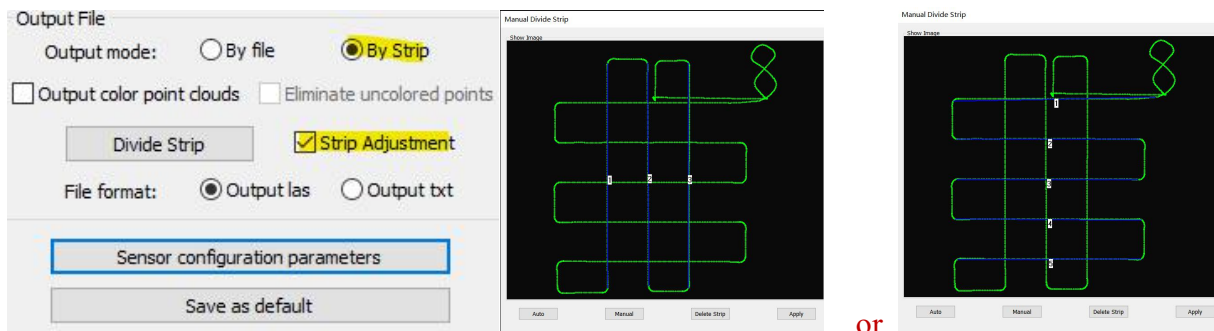 Output File
Output mode: By file By Strip
Output color point clouds Eliminate uncolored points
Divide Strip Strip Adjustment
File format: Output las Output txt
Sensor configuration parameters
Save as default
Manual Divide Strip
Show Image
1 2 3
Auto Manual Delete Strip Apply
or
Manual Divide Strip
Show Image
1
2
3
4
5
Auto Manual Delete Strip Apply